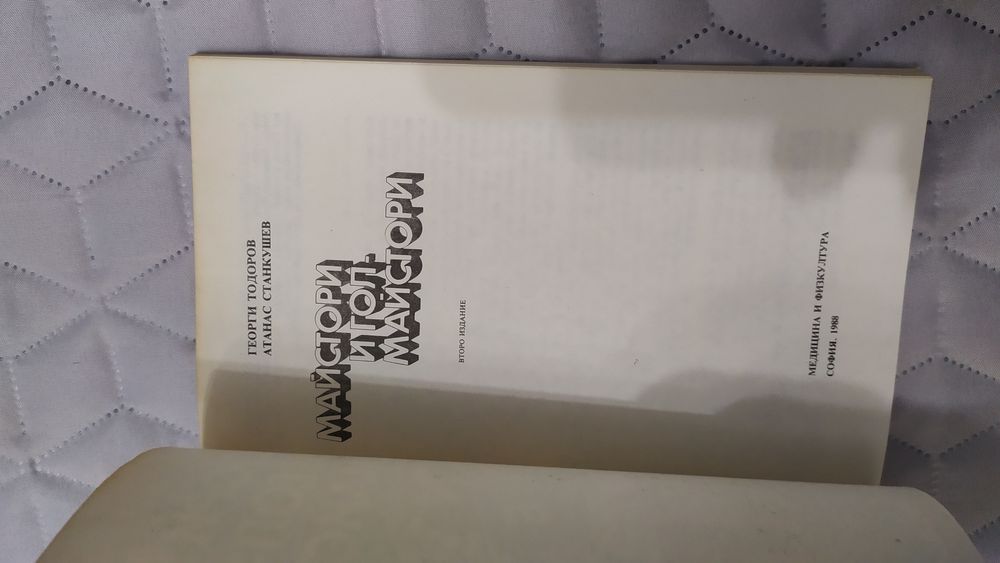 ГЕОРГИ ТОДОРОВ
АТАНАС СТАНКУШЕВ
МАЙСТОРИ
И ГОЛ-
МАЙСТОРИ
ВТОРО ИЗДАНИЕ
МЕДИЦИНА И ФИЗКУЛТУРА
СОФИЯ, 1988